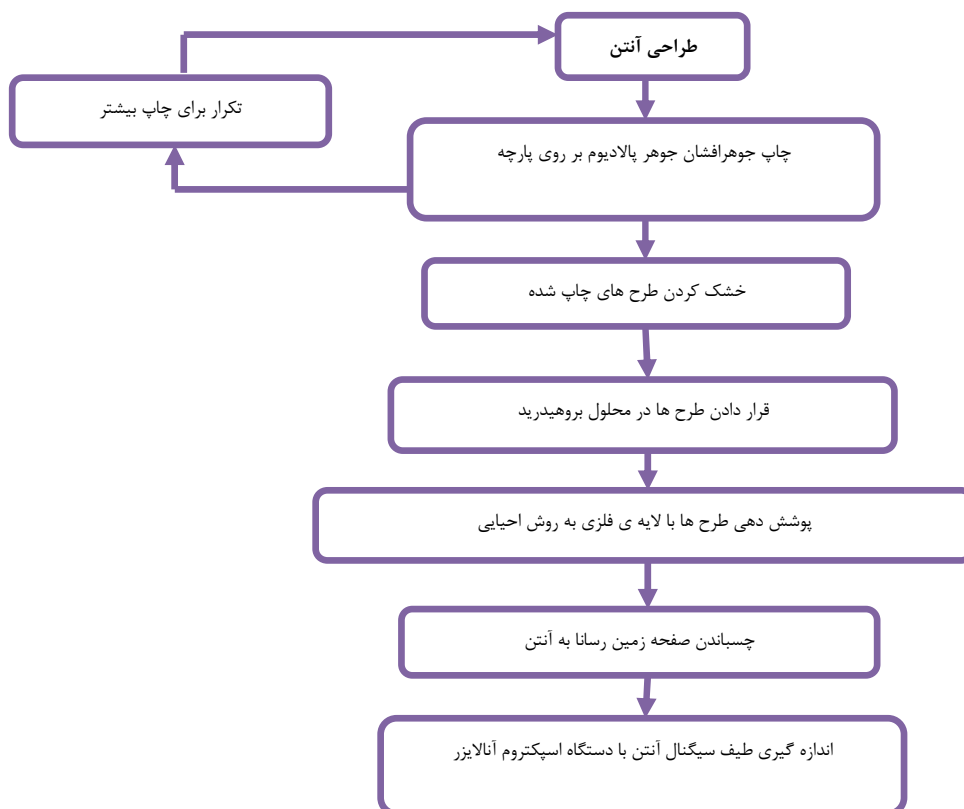 طراحی آنتن
تکرار برای چاپ بیشتر
چاپ جوهرافشان جوهر پالادیوم بر روی پارچه
خشک کردن طرح های چاپ شده
قرار دادن طرح ها در محلول بروهیدرید
پوشش دهی طرح ها با لایه ی فلزی به روش احیایی
چسباندن صفحه زمین رسانا به آنتن
اندازه گیری طیف سیگنال آنتن با دستگاه اسپکتروم آنالایزر